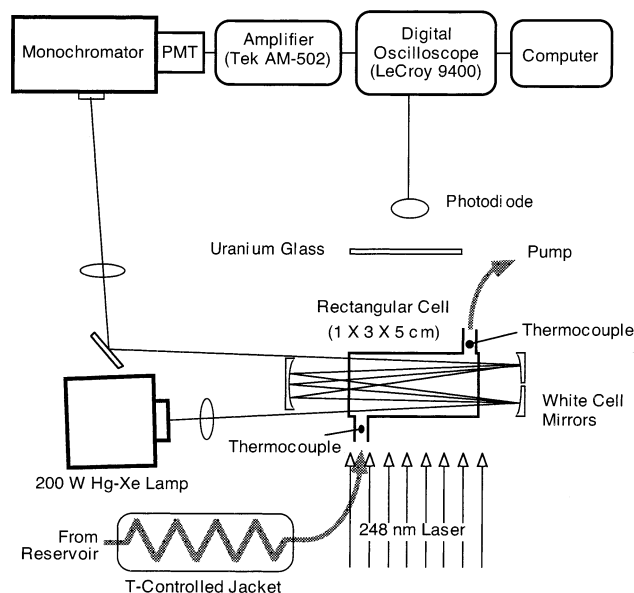 Monochromator
PMT
Amplifier
(Tek AM-502)
Digital
Oscilloscope
(LeCroy 9400)
Computer
Photodiode
Uranium Glass
Pump
Rectangular Cell
(1 X 3 X 5 cm)
Thermocouple
White Cell
Mirrors
Thermocouple
200 W Hg-Xe Lamp
248 nm Laser
From
Reservoir
T-Controlled Jacket